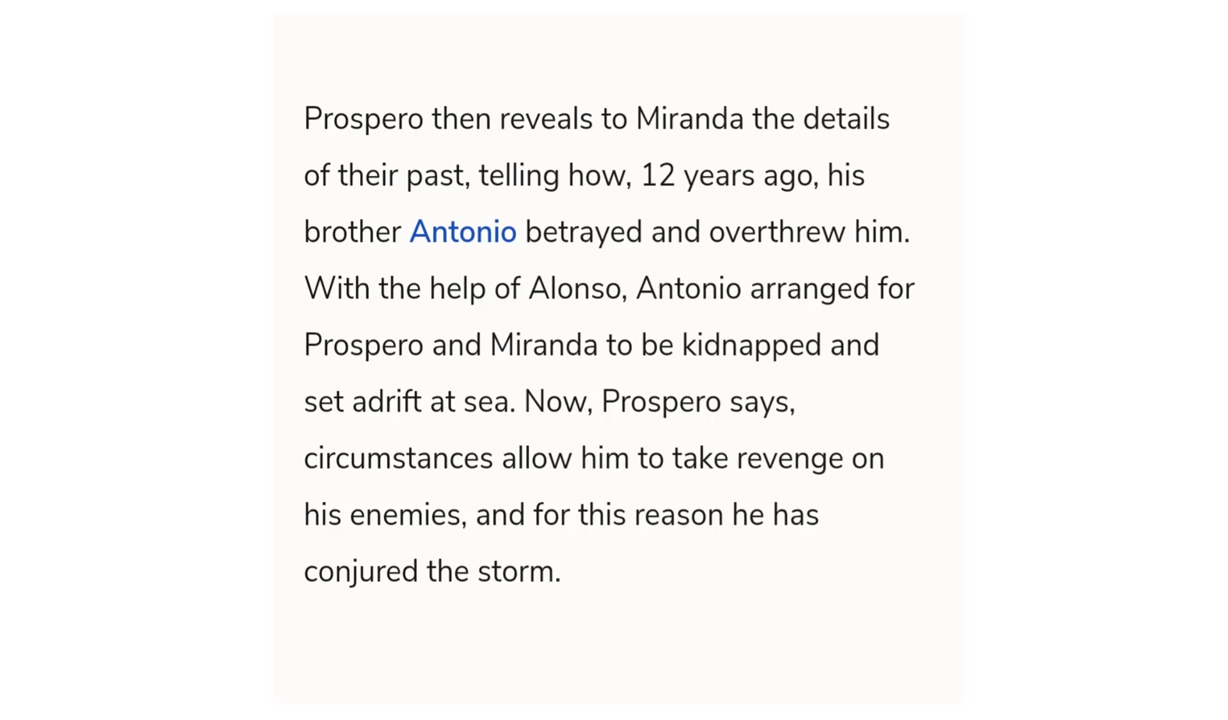 Prospero then reveals to Miranda the details
of their past, telling how, 12 years ago, his
brother Antonio betrayed and overthrew him.
With the help of Alonso, Antonio arranged for
Prospero and Miranda to be kidnapped and
set adrift at sea. Now, Prospero says,
circumstances allow him to take revenge on
his enemies, and for this reason he has
conjured the storm.